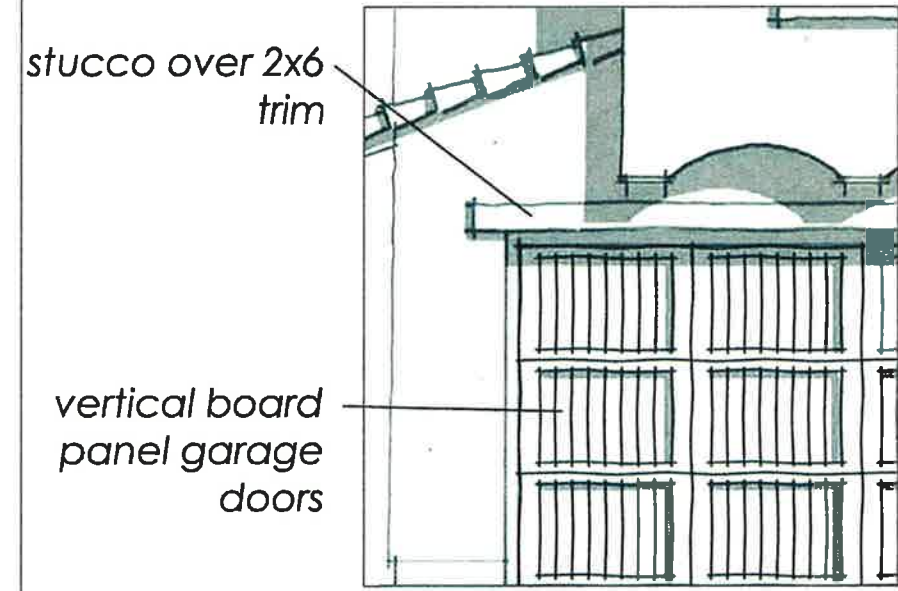 stucco over 2x6
trim
vertical board
panel garage
doors